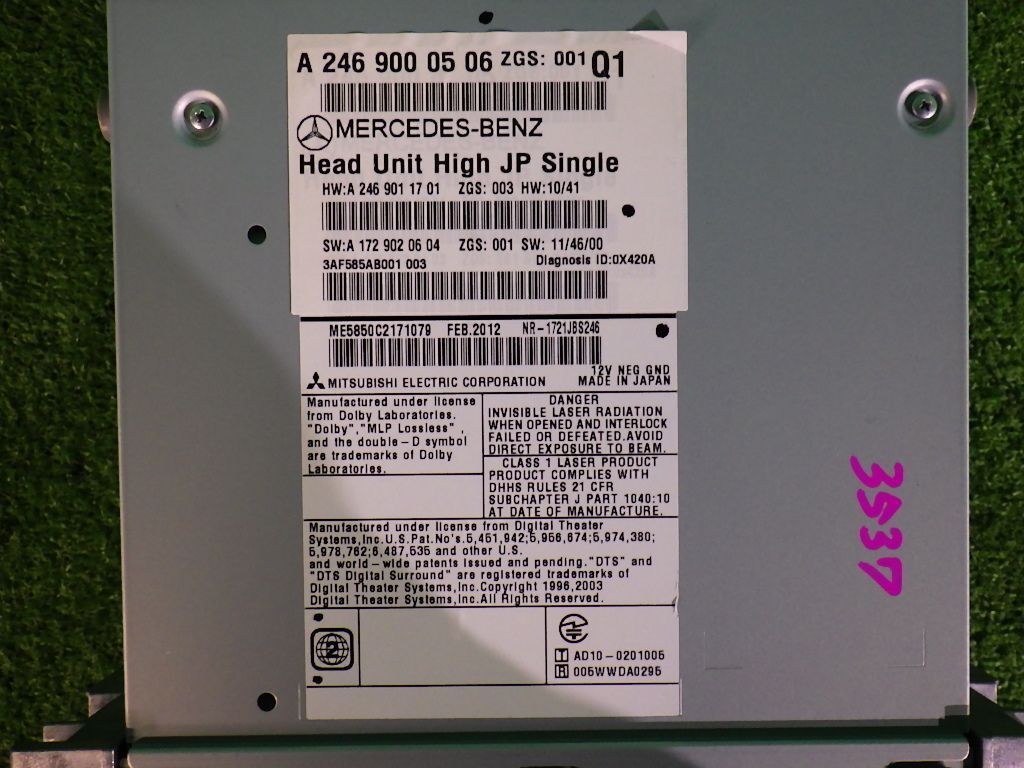 A 246 900 05 06 ZGS: 001 Q1
MERCEDES-BENZ
Head Unit High JP Single
HW:A 246 901 17 01 ZGS: 003 HW:10/41
SW:A 172 902 06 04 ZGS: 001 SW: 11/46/00
3AF585AB001 003 Diagnosis ID:0X420A
ME5850C2171079 FEB.2012 NR-1721JBS246
12V NEG GND
MITSUBISHI ELECTRIC CORPORATION MADE IN JAPAN
Manufactured under license
from Dolby Laboratories.
"Dolby","MLP Lossless",
and the double-D symbol
are trademarks of Dolby
Laboratories.
DANGER
INVISIBLE LASER RADIATION
WHEN OPENED AND INTERLOCK
FAILED OR DEFEATED.AVOID
DIRECT EXPOSURE TO BEAM.
CLASS 1 LASER PRODUCT
PRODUCT COMPLIES WITH
DHHS RULES 21 CFR
SUBCHAPTER J PART 1040:10
AT DATE OF MANUFACTURE.
Manufactured under license from Digital Theater
Systems,Inc.U.S.Pat.No's.5,451,942;5,956,674;5,974,380;
5,978,762;6,487,535 and other U.S.
and world-wide patents issued and pending."DTS" and
"DTS Digital Surround" are registered trademarks of
Digital Theater Systems,Inc.Copyright 1996,2003
Digital Theater Systems,Inc.All Rights Reserved.
2
T AD10-0201006
R 005WWDA0295
3537